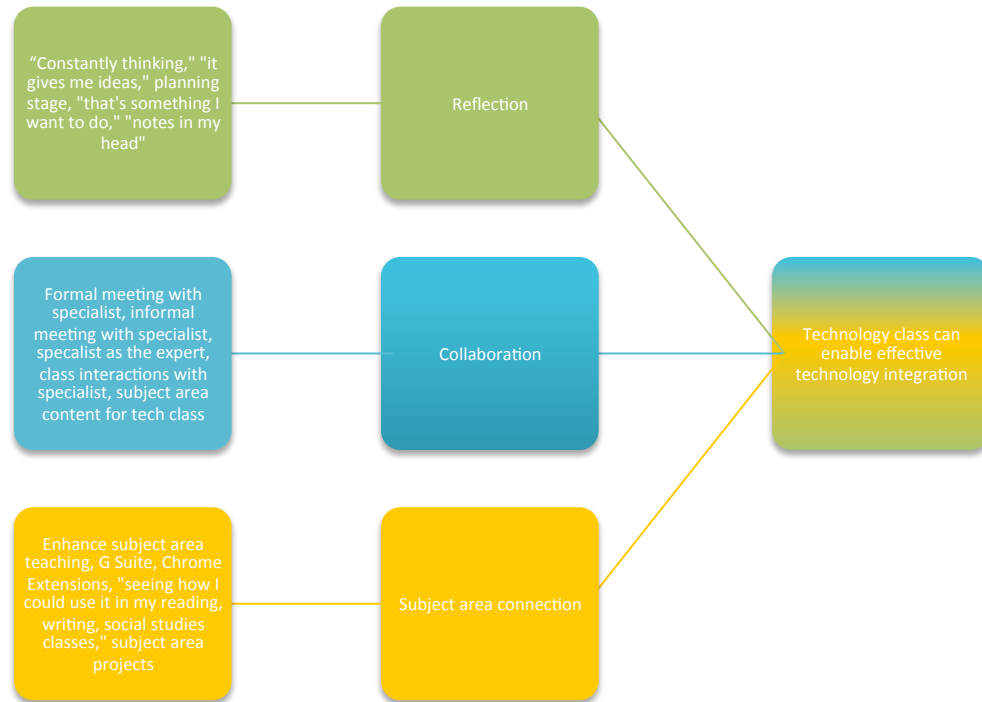 “Constantly thinking," "it
gives me ideas," planning
stage, "that's something I
want to do," "notes in my
head"
Reflection
Formal meeting with
specialist, informal
meeting with specialist,
specalist as the expert,
class interactions with
specialist, subject area
content for tech class
Collaboration
Technology class can
enable effective
technology integration
Enhance subject area
teaching, G Suite, Chrome
Extensions, "seeing how I
could use it in my reading,
writing, social studies
classes," subject area
projects
Subject area connection